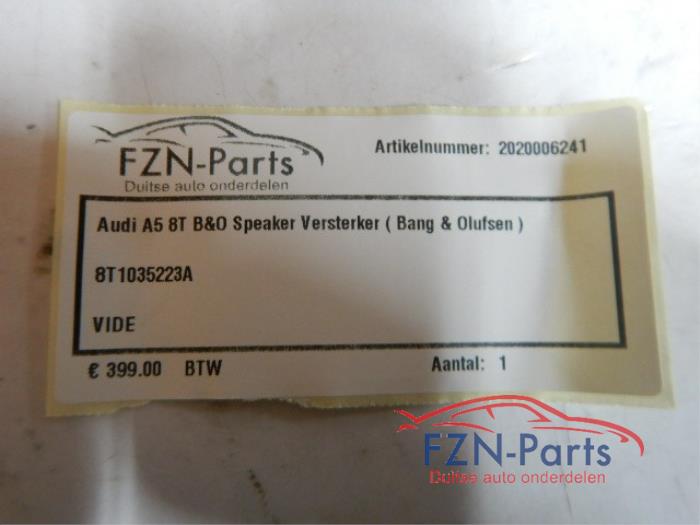 FZN-Parts
Duitse auto onderdelen
Artikelnummer: 2020006241
Audi A5 8T B&O Speaker Versterker ( Bang & Olufsen )
8T1035223A
VIDE
€ 399.00 BTW
Aantal: 1
FZN-Parts
Duitse auto onderdelen